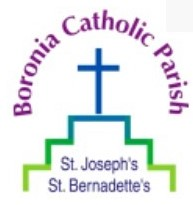 Boronia Catholic Parish
St. Joseph's
St. Bernadette's